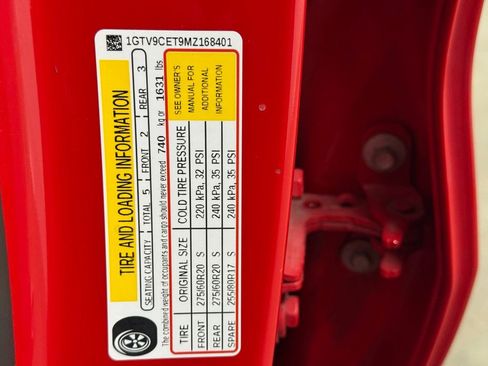 1GTV9CET9MZ168401
TIRE AND LOADING INFORMATION
SEATING CAPACITY TOTAL 5 FRONT 2 REAR 3
The combined weight of occupants and cargo should never exceed 740 kg or 1631 lbs
TIRE ORIGINAL SIZE COLD TIRE PRESSURE
FRONT 275/60R20 S 220 kPa, 32 PSI
REAR 275/60R20 S 240 kPa, 35 PSI
SPARE 255/80R17 S 240 kPa, 35 PSI
SEE OWNER'S
MANUAL FOR
ADDITIONAL
INFORMATION